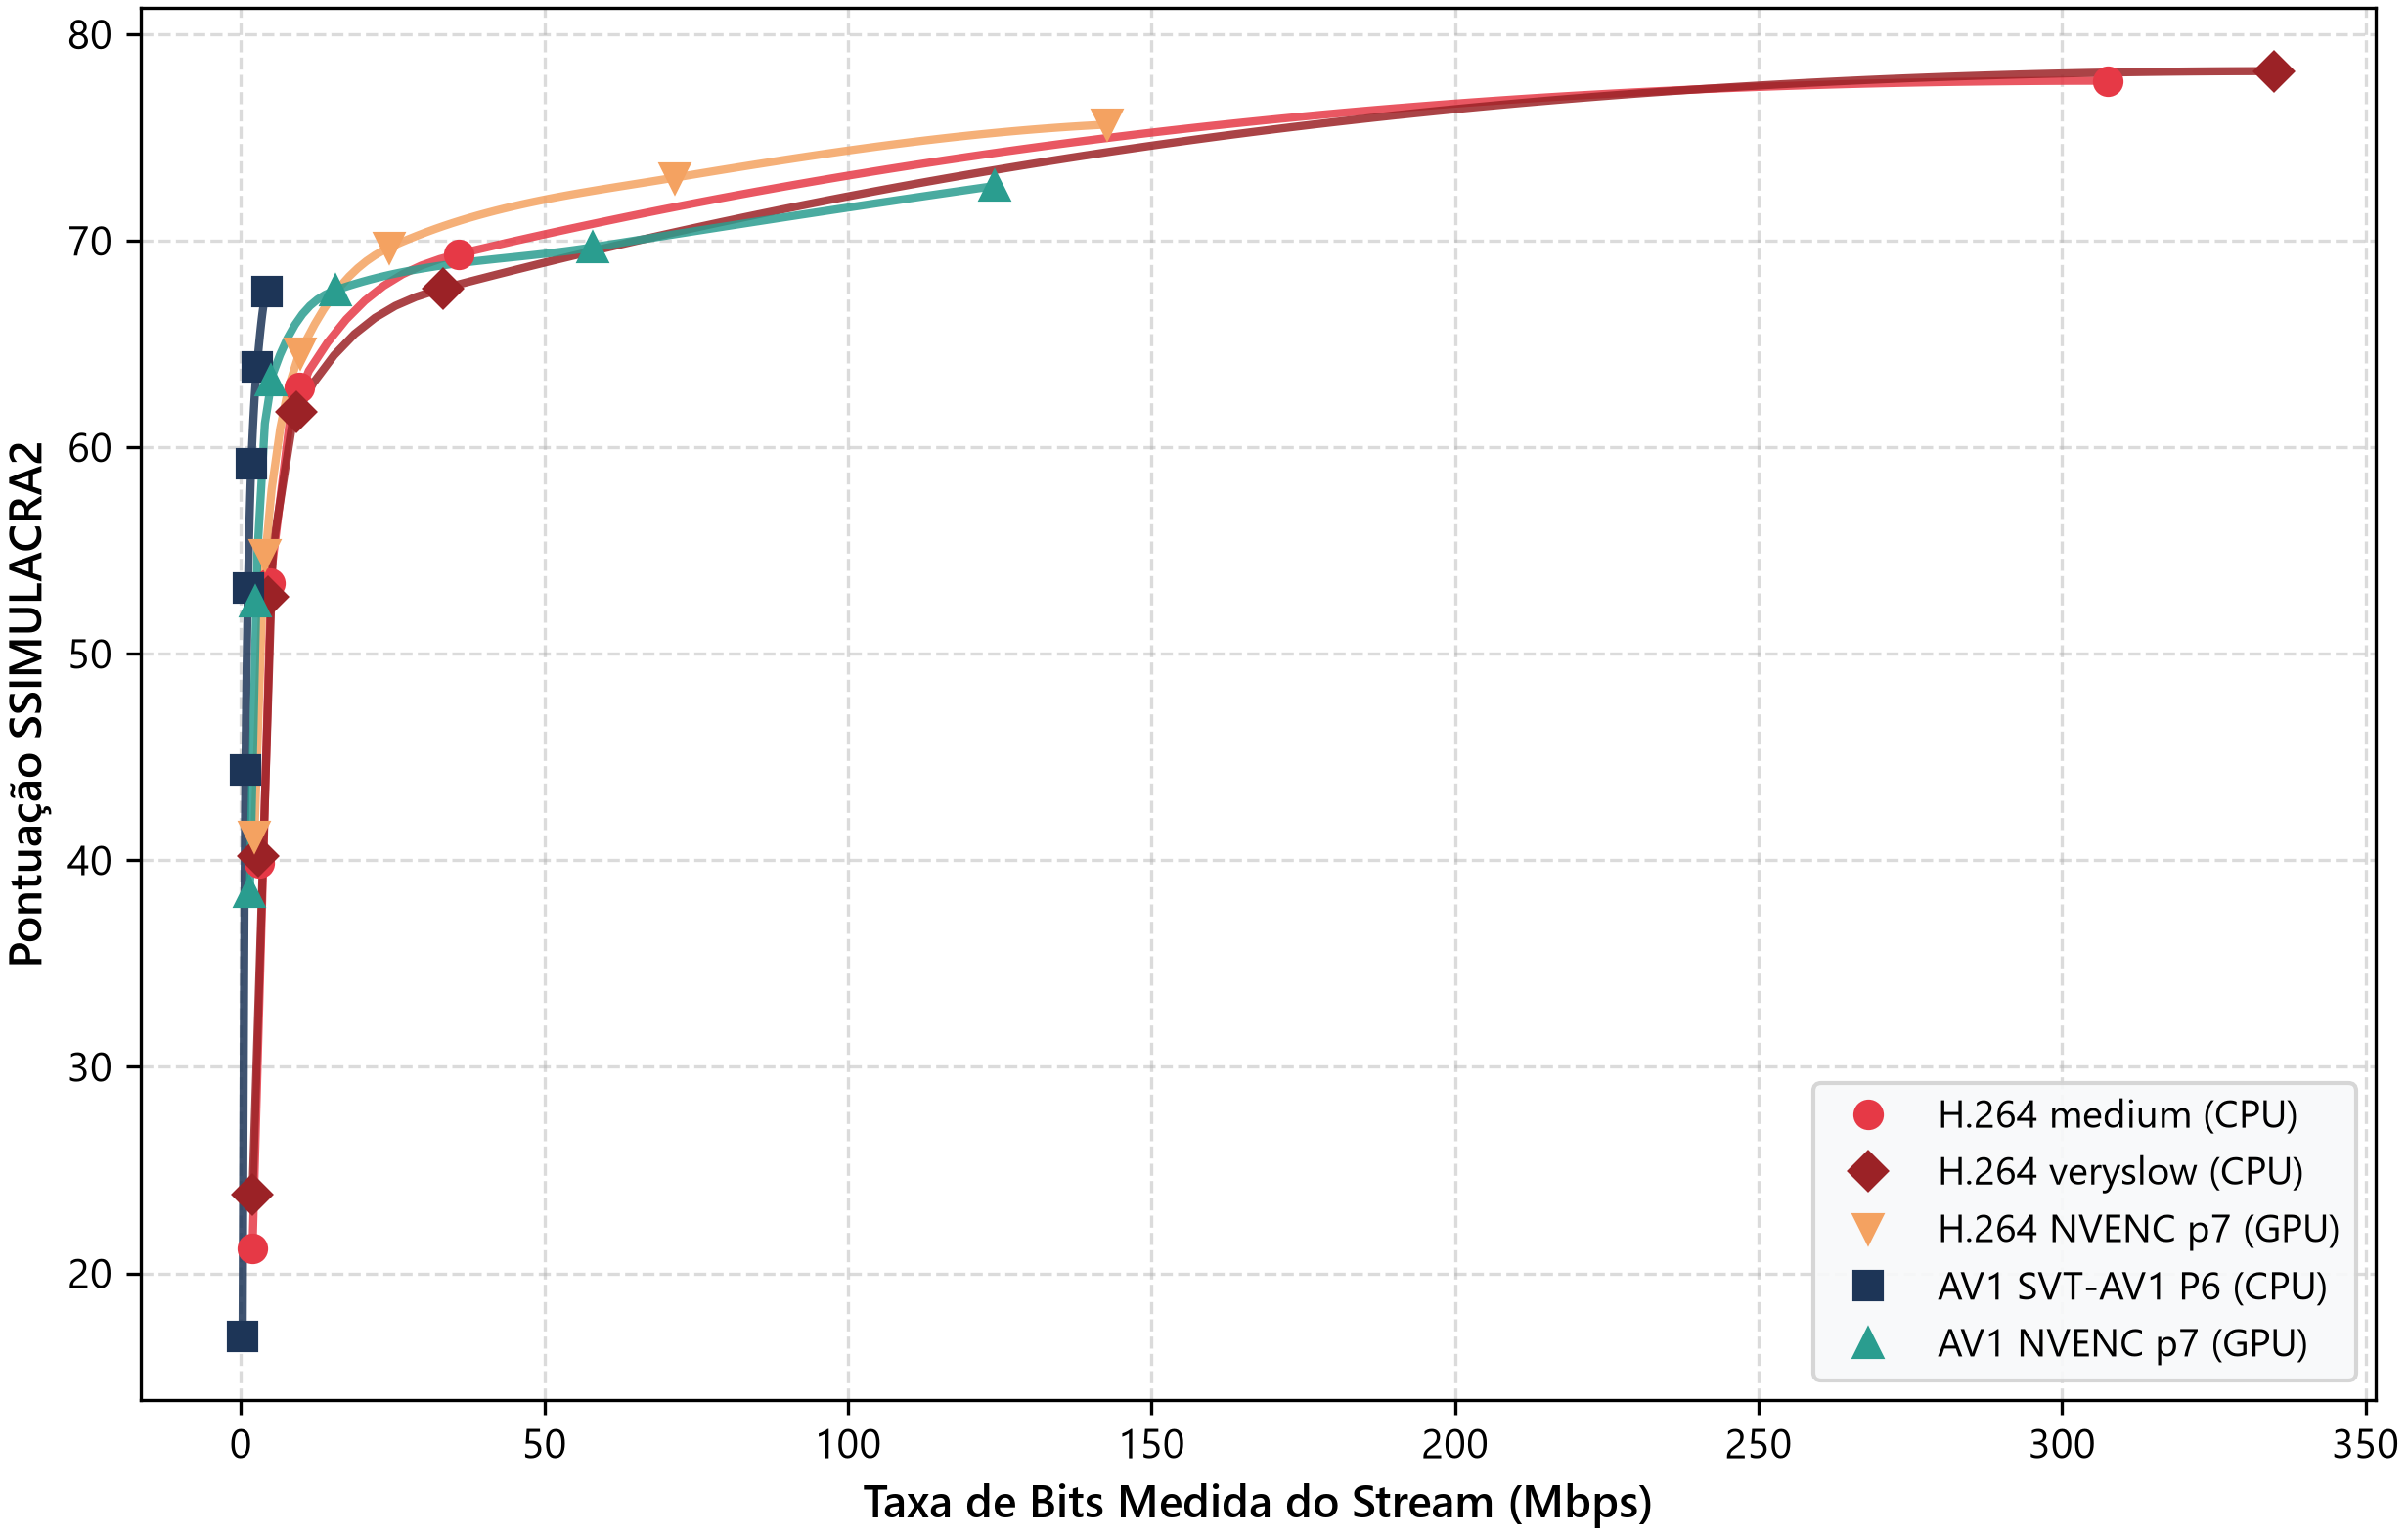 80
70
60
50
40
30
20
Pontuação SSIMULACRA2
H.264 medium (CPU)
H.264 veryslow (CPU)
H.264 NVENC p7 (GPU)
AV1 SVT-AV1 P6 (CPU)
AV1 NVENC p7 (GPU)
0 50 100 150 200 250 300 350
Taxa de Bits Medida do Stream (Mbps)